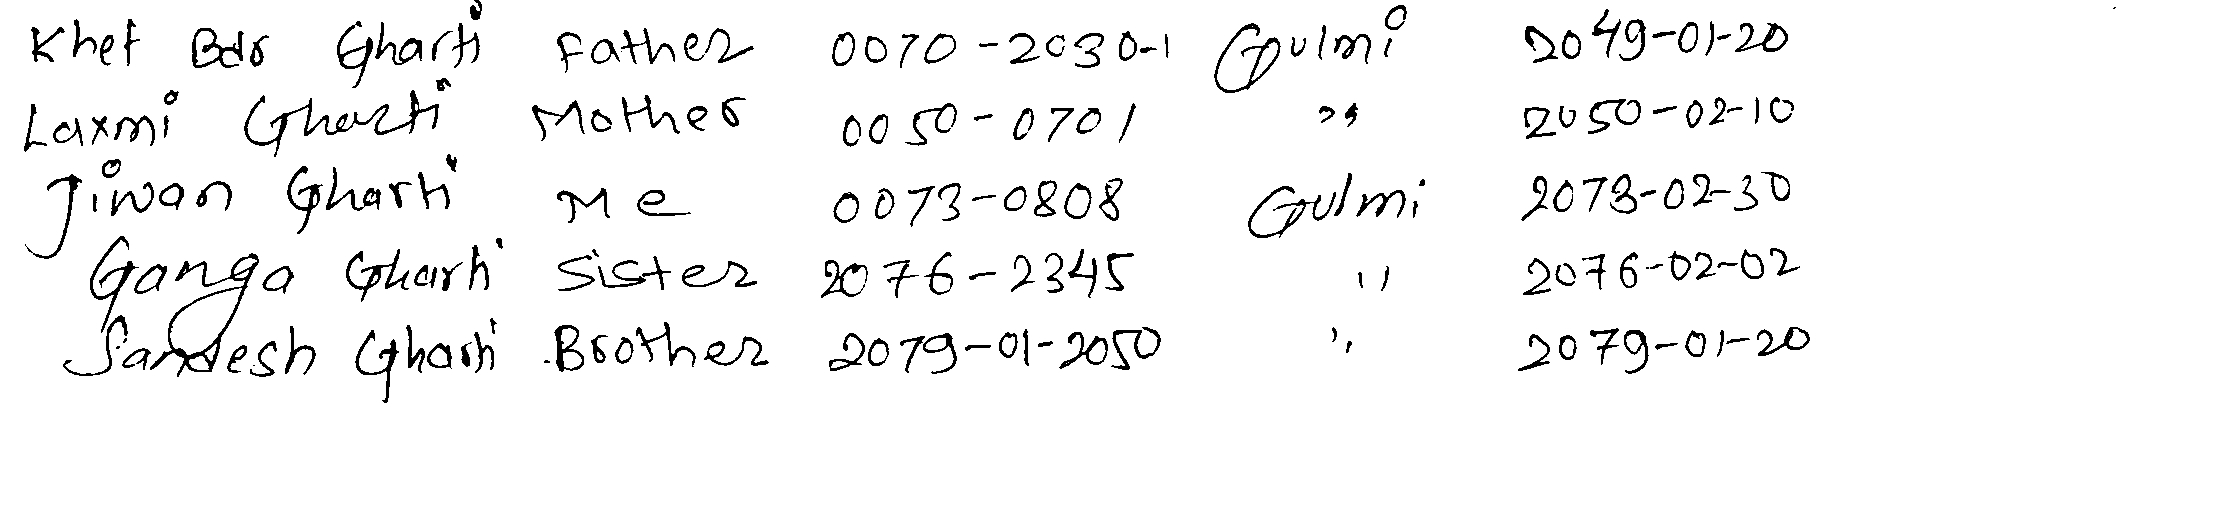 Khet Bdr Gharti Father 0070-2030-1 Gulmi 2049-01-20
Laxmi Gharti Mother 0050-0701 " 2050-02-10
Jiwan Gharti Me 0073-0808 Gulmi 2073-02-30
Ganga Gharti Sister 2076-2345 " 2076-02-02
Sandesh Gharti Brother 2079-01-2050 " 2079-01-20